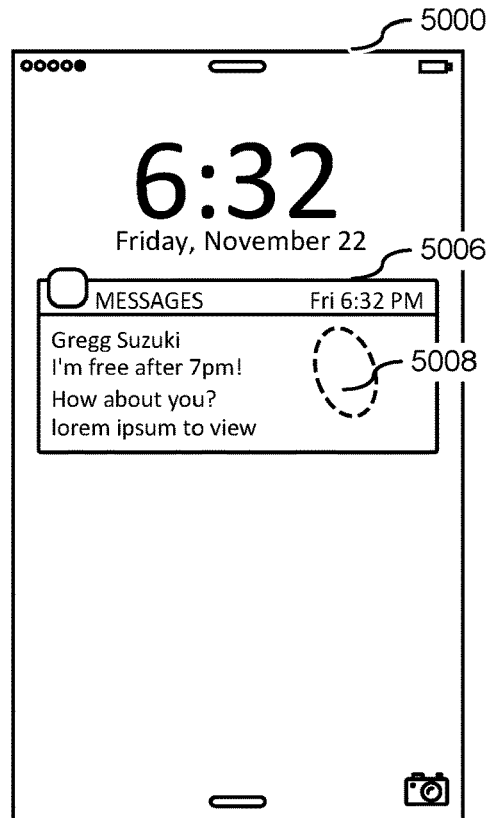 5000
6:32
Friday, November 22
5006
MESSAGES Fri 6:32 PM
Gregg Suzuki
I'm free after 7pm!
5008
How about you?
lorem ipsum to view